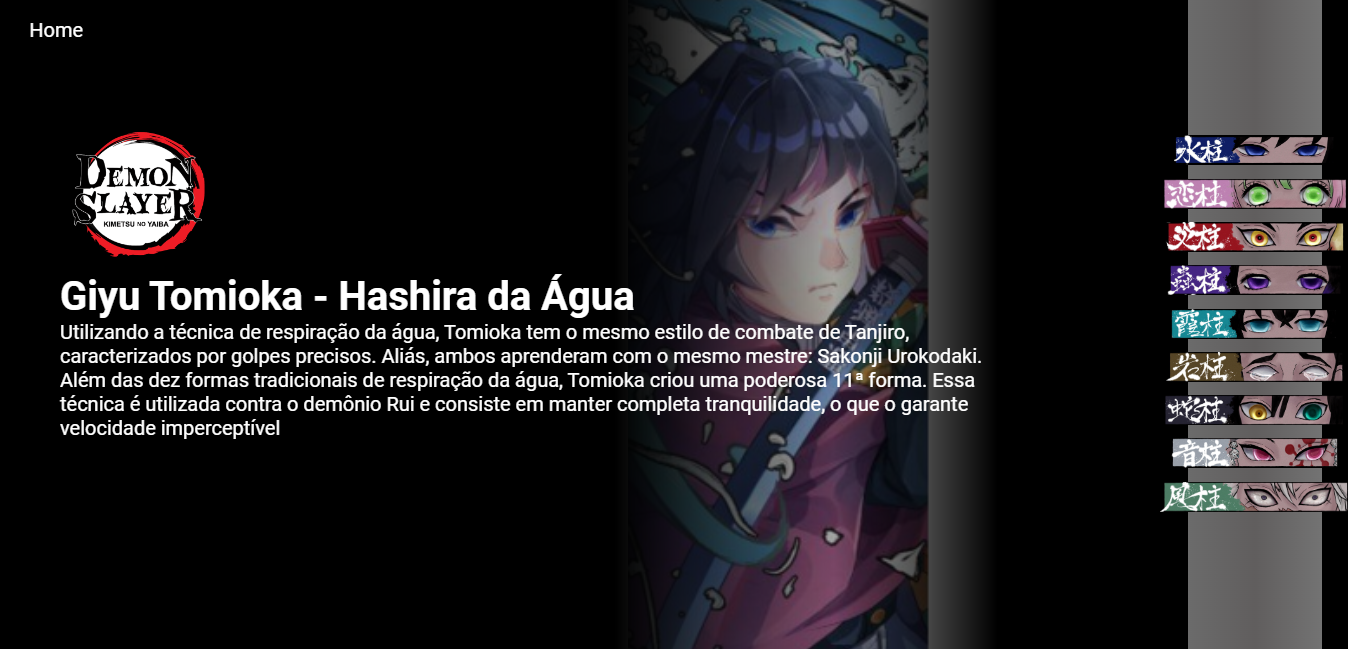 Home
DEMON
SLAYER
KIMETSU NO YAIBA
Giyu Tomioka - Hashira da Água
Utilizando a técnica de respiração da água, Tomioka tem o mesmo estilo de combate de Tanjiro,
caracterizados por golpes precisos. Aliás, ambos aprenderam com o mesmo mestre: Sakonji Urokodaki.
Além das dez formas tradicionais de respiração da água, Tomioka criou uma poderosa 11ª forma. Essa
técnica é utilizada contra o demônio Rui e consiste em manter completa tranquilidade, o que o garante
velocidade imperceptível
水柱
恋柱
炎柱
蟲柱
霞柱
岩柱
蛇柱
音柱
風柱